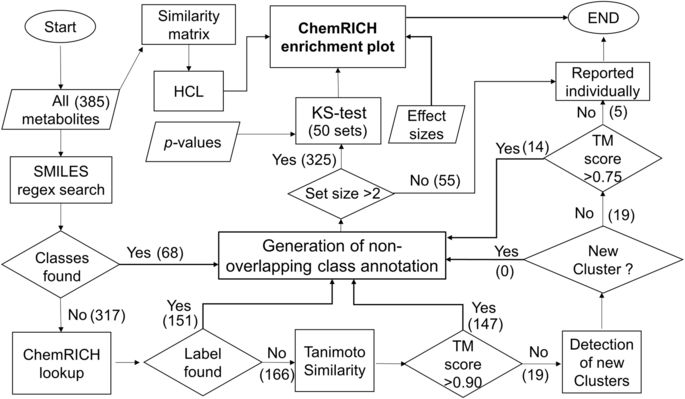 Start
Similarity
matrix
ChemRICH
enrichment plot
END
All (385)
metabolites
HCL
KS-test
(50 sets)
Effect
sizes
Reported
individually
p-values
No (5)
SMILES
regex search
Yes (325)
Set size >2
No (55)
Yes (14)
TM
score
>0.75
No (19)
Classes
found
Yes (68)
Generation of non-
overlapping class annotation
Yes
(0)
New
Cluster ?
No (317)
Yes
(151)
Yes
(147)
ChemRICH
lookup
Label
found
No
(166)
Tanimoto
Similarity
TM
score
>0.90
No
(19)
Detection
of new
Clusters